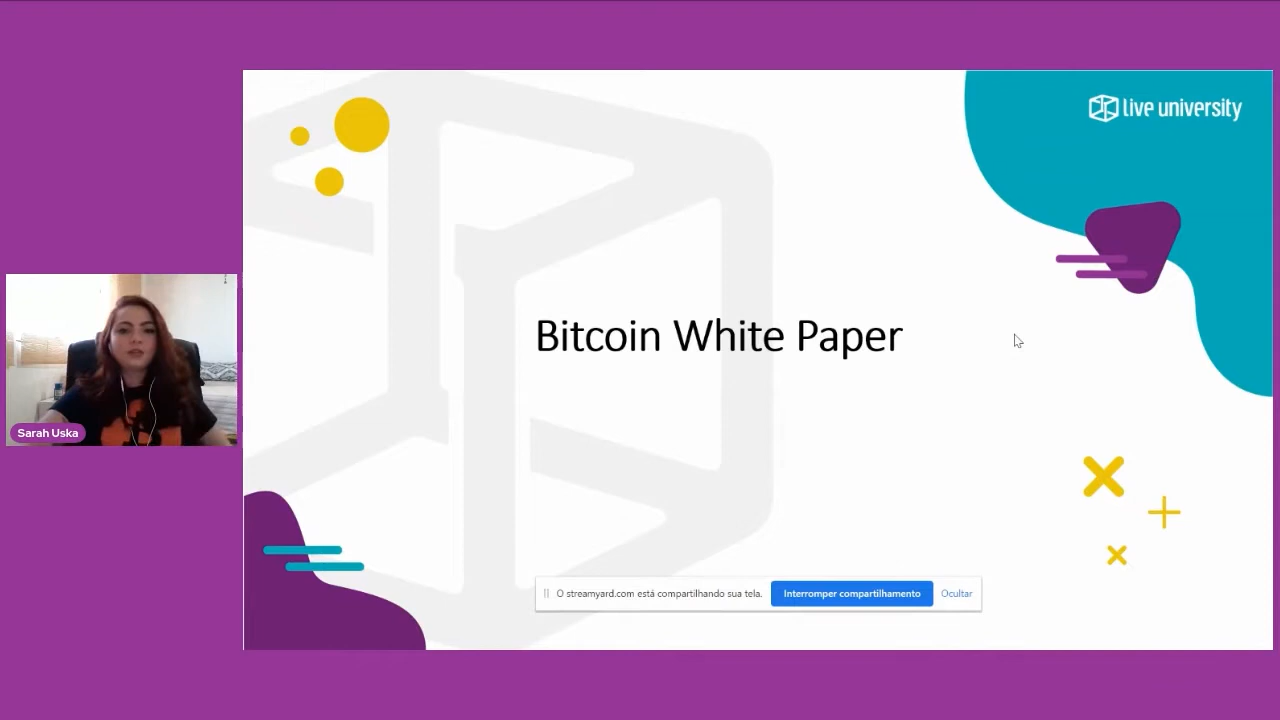 live university
Bitcoin White Paper
Sarah Uska
O streamyard.com está compartilhando sua tela.
Interromper compartilhamento
Ocultar